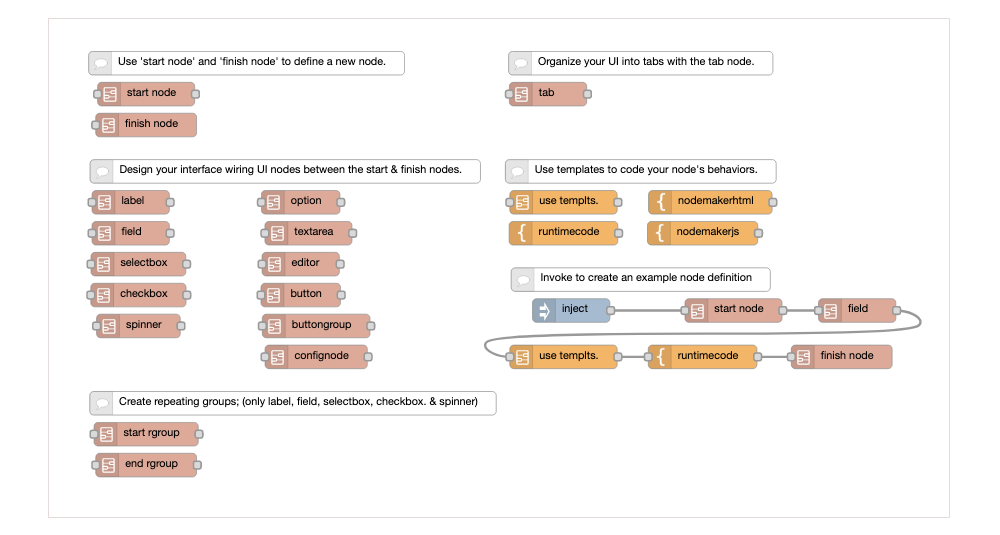 Use 'start node' and 'finish node' to define a new node.
start node
finish node
Organize your UI into tabs with the tab node.
tab
Design your interface wiring UI nodes between the start & finish nodes.
label
option
field
textarea
selectbox
editor
checkbox
button
spinner
buttongroup
confignode
Use templates to code your node's behaviors.
use templts.
nodemakerhtml
runtimecode
nodemakerjs
Invoke to create an example node definition
inject
start node
field
use templts.
runtimecode
finish node
Create repeating groups; (only label, field, selectbox, checkbox. & spinner)
start rgroup
end rgroup